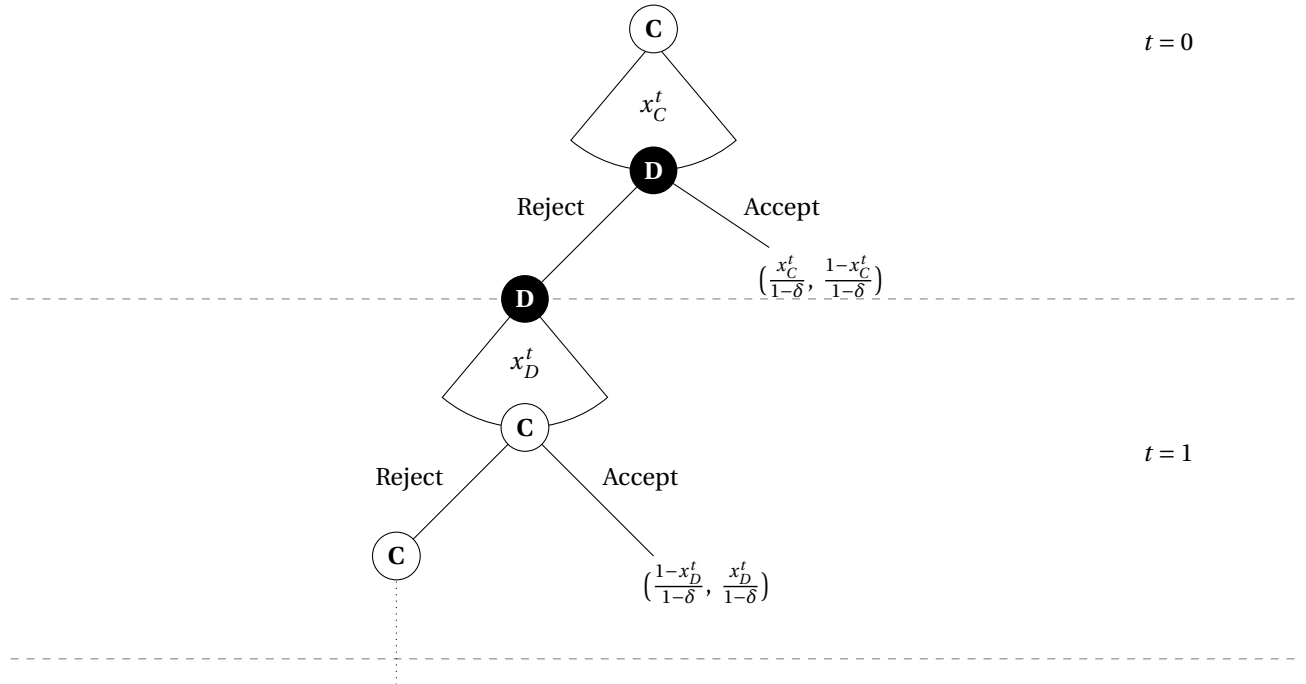 C
t = 0
x_C^t
D
Reject Accept
(x_C^t/(1−δ), (1−x_C^t)/(1−δ))
D
x_D^t
C
t = 1
Reject Accept
C
((1−x_D^t)/(1−δ), x_D^t/(1−δ))